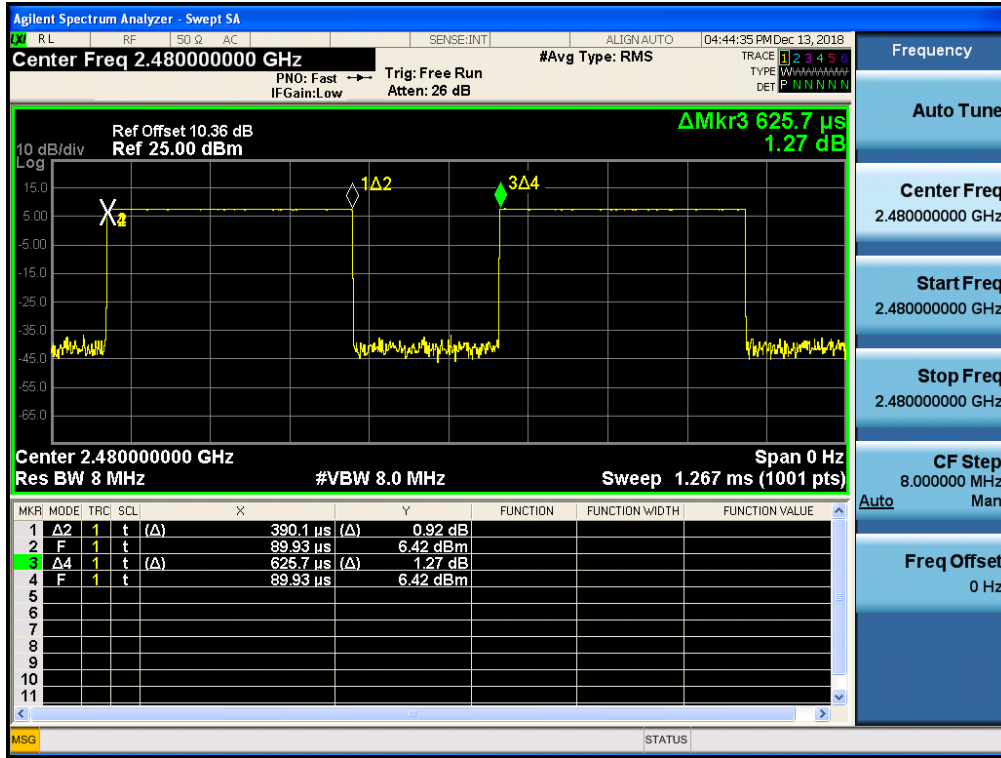 Agilent Spectrum Analyzer - Swept SA
LXI RL RF 50 Ω AC SENSE:INT ALIGN AUTO 04:44:35 PM Dec 13, 2018
Center Freq 2.480000000 GHz
PNO: Fast
IFGain:Low
Trig: Free Run
Atten: 26 dB
#Avg Type: RMS
TRACE 1 2 3 4 5 6
TYPE W
DET P N N N N N
ΔMkr3 625.7 µs
1.27 dB
Ref Offset 10.36 dB
Ref 25.00 dBm
10 dB/div
Log
15.0
5.00
-5.00
-15.0
-25.0
-35.0
-45.0
-55.0
-65.0
X
1Δ2
3Δ4
Center 2.480000000 GHz
Span 0 Hz
Res BW 8 MHz
#VBW 8.0 MHz
Sweep 1.267 ms (1001 pts)
MKR MODE TRC SCL X Y FUNCTION FUNCTION WIDTH FUNCTION VALUE
1 Δ2 1 t (Δ) 390.1 µs (Δ) 0.92 dB
2 F 1 t 89.93 µs 6.42 dBm
3 Δ4 1 t (Δ) 625.7 µs (Δ) 1.27 dB
4 F 1 t 89.93 µs 6.42 dBm
5
6
7
8
9
10
11
MSG
STATUS
Frequency
Auto Tune
Center Freq
2.480000000 GHz
Start Freq
2.480000000 GHz
Stop Freq
2.480000000 GHz
CF Step
8.000000 MHz
Auto Man
Freq Offset
0 Hz